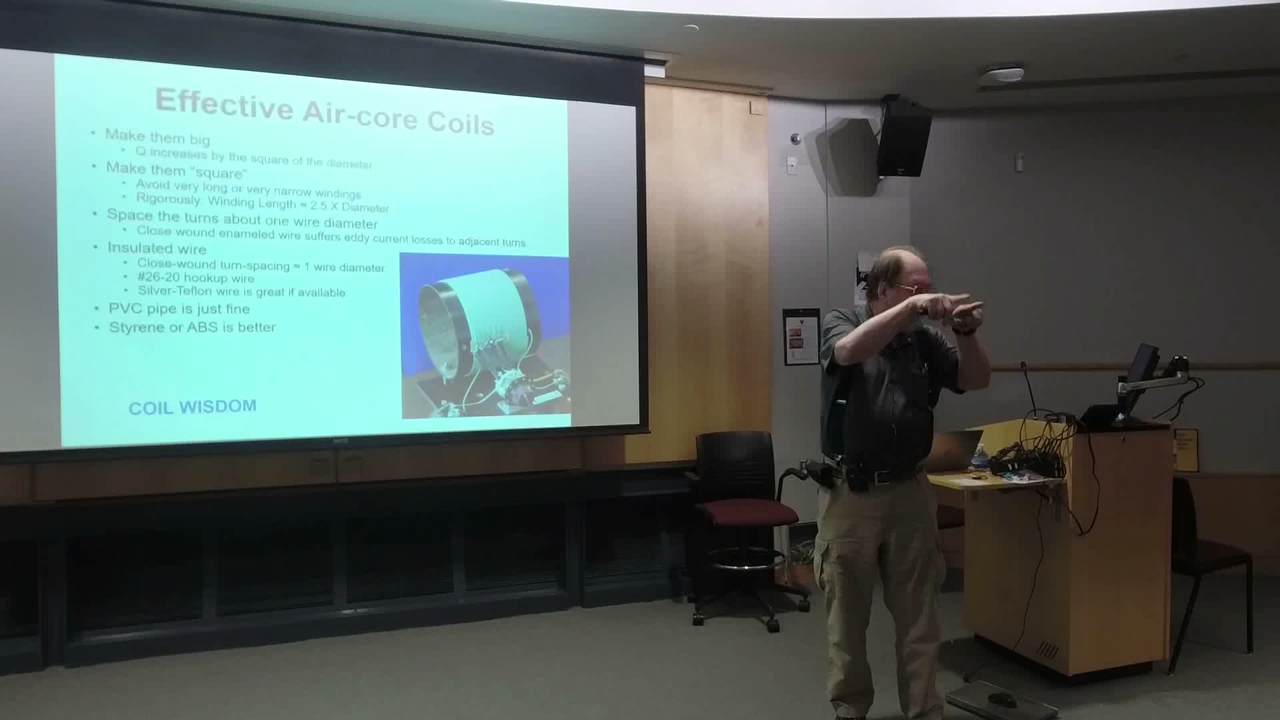 Effective Air-core Coils
• Make them big
• Q increases by the square of the diameter
• Make them "square"
• Avoid very long or very narrow windings
• Rigorously: Winding Length ≈ 2.5 X Diameter
• Space the turns about one wire diameter
• Close wound enameled wire suffers eddy current losses to adjacent turns
• Insulated wire
• Close-wound turn-spacing ≈ 1 wire diameter
• #26-20 hookup wire
• Silver-Teflon wire is great if available
• PVC pipe is just fine
• Styrene or ABS is better
COIL WISDOM